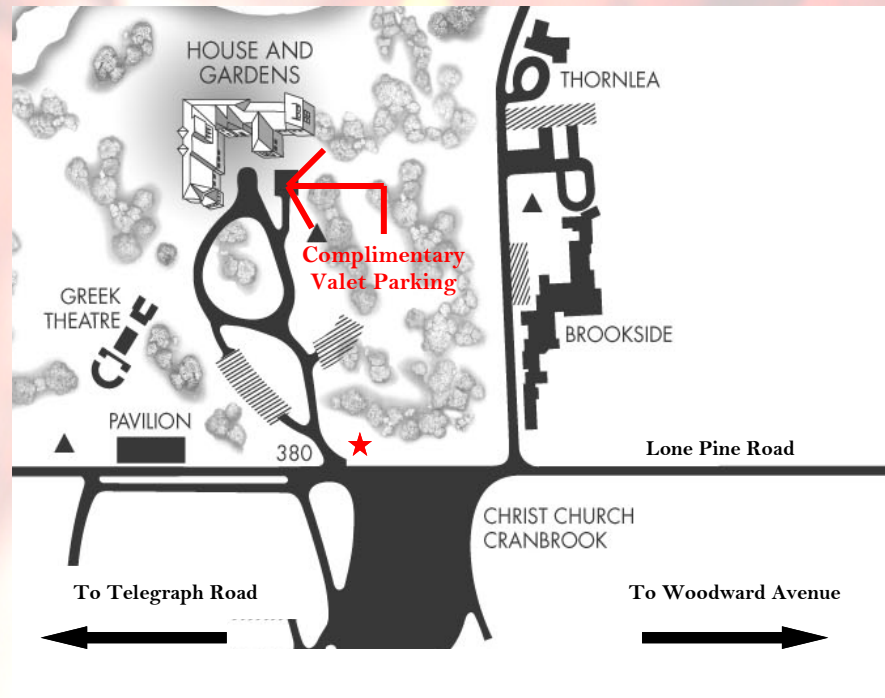 HOUSE AND
GARDENS
THORNLEA
Complimentary
Valet Parking
GREEK
THEATRE
BROOKSIDE
PAVILION
380
Lone Pine Road
CHRIST CHURCH
CRANBROOK
To Telegraph Road
To Woodward Avenue